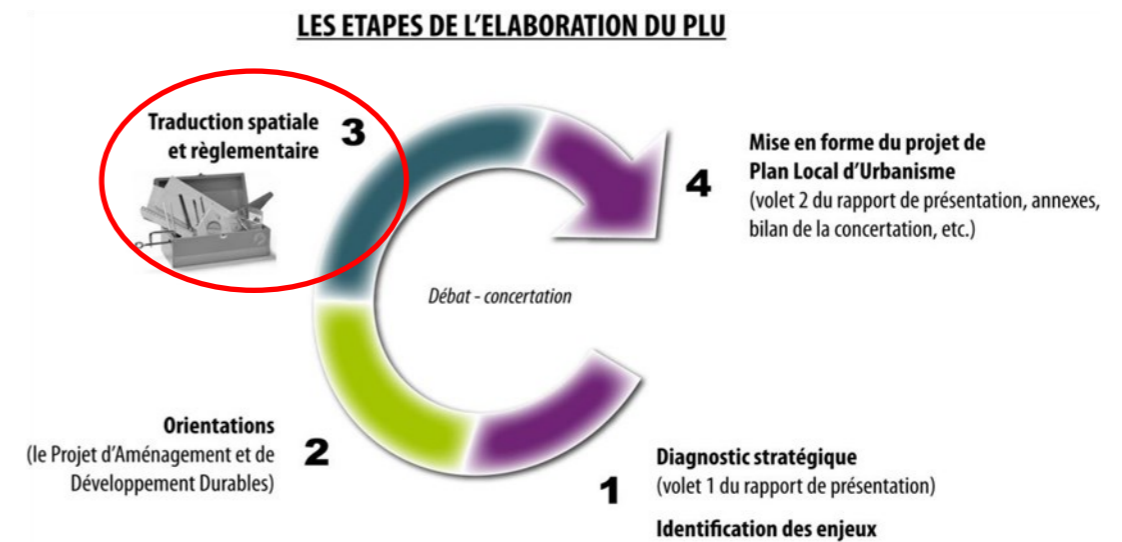 LES ETAPES DE L'ELABORATION DU PLU
Traduction spatiale
et règlementaire
3
4
Mise en forme du projet de
Plan Local d'Urbanisme
(volet 2 du rapport de présentation, annexes,
bilan de la concertation, etc.)
Débat - concertation
Orientations
(le Projet d'Aménagement et de
Développement Durables)
2
1
Diagnostic stratégique
(volet 1 du rapport de présentation)
Identification des enjeux